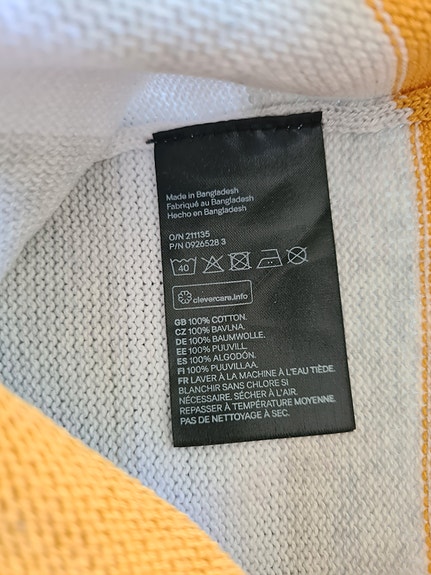 Made in Bangladesh
Fabriqué au Bangladesh
Hecho en Bangladesh
O/N 211135
P/N 0926528 3
40
clevercare.info
GB 100% COTTON.
CZ 100% BAVLNA.
DE 100% BAUMWOLLE.
EE 100% PUUVILL.
ES 100% ALGODÓN.
FI 100% PUUVILLAA.
FR LAVER À LA MACHINE À L'EAU TIÈDE.
BLANCHIR SANS CHLORE SI
NÉCESSAIRE. SÉCHER À L'AIR.
REPASSER À TEMPÉRATURE MOYENNE.
PAS DE NETTOYAGE À SEC.